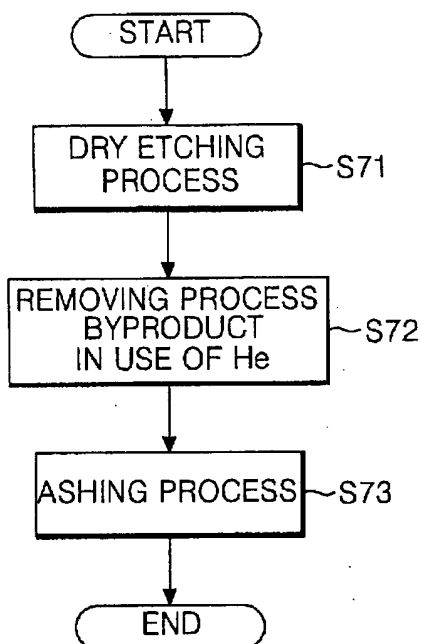 START
DRY ETCHING
PROCESS
S71
REMOVING PROCESS
BYPRODUCT
IN USE OF He
S72
ASHING PROCESS
S73
END